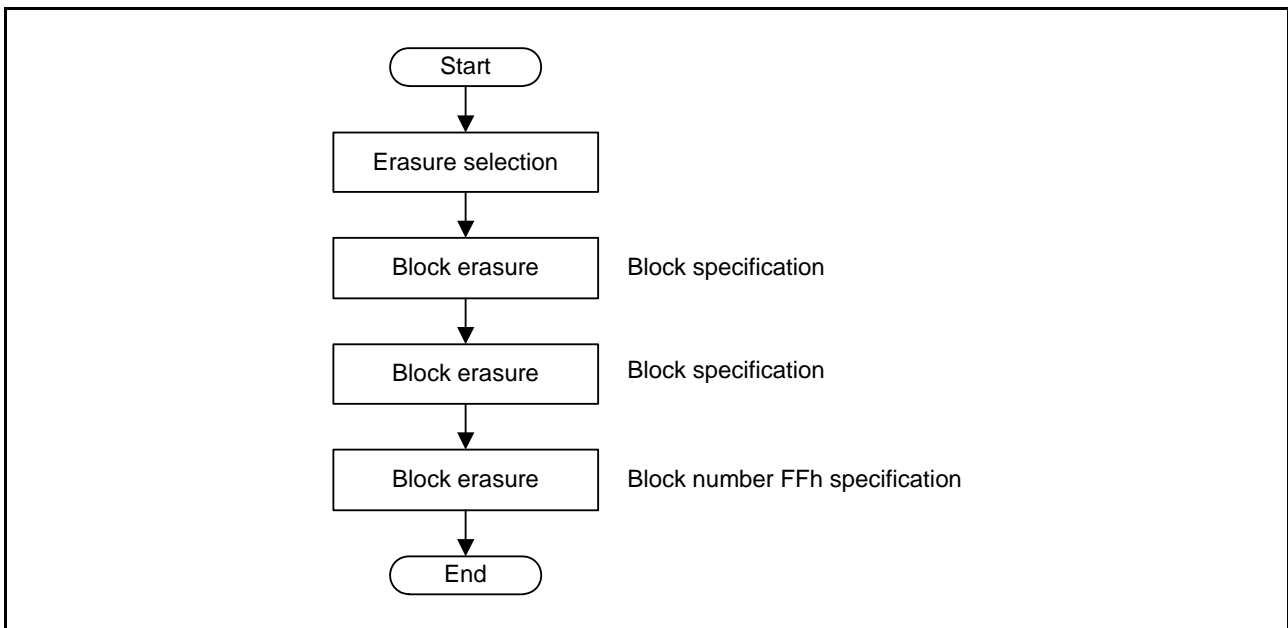 Start
Erasure selection
Block erasure Block specification
Block erasure Block specification
Block erasure Block number FFh specification
End